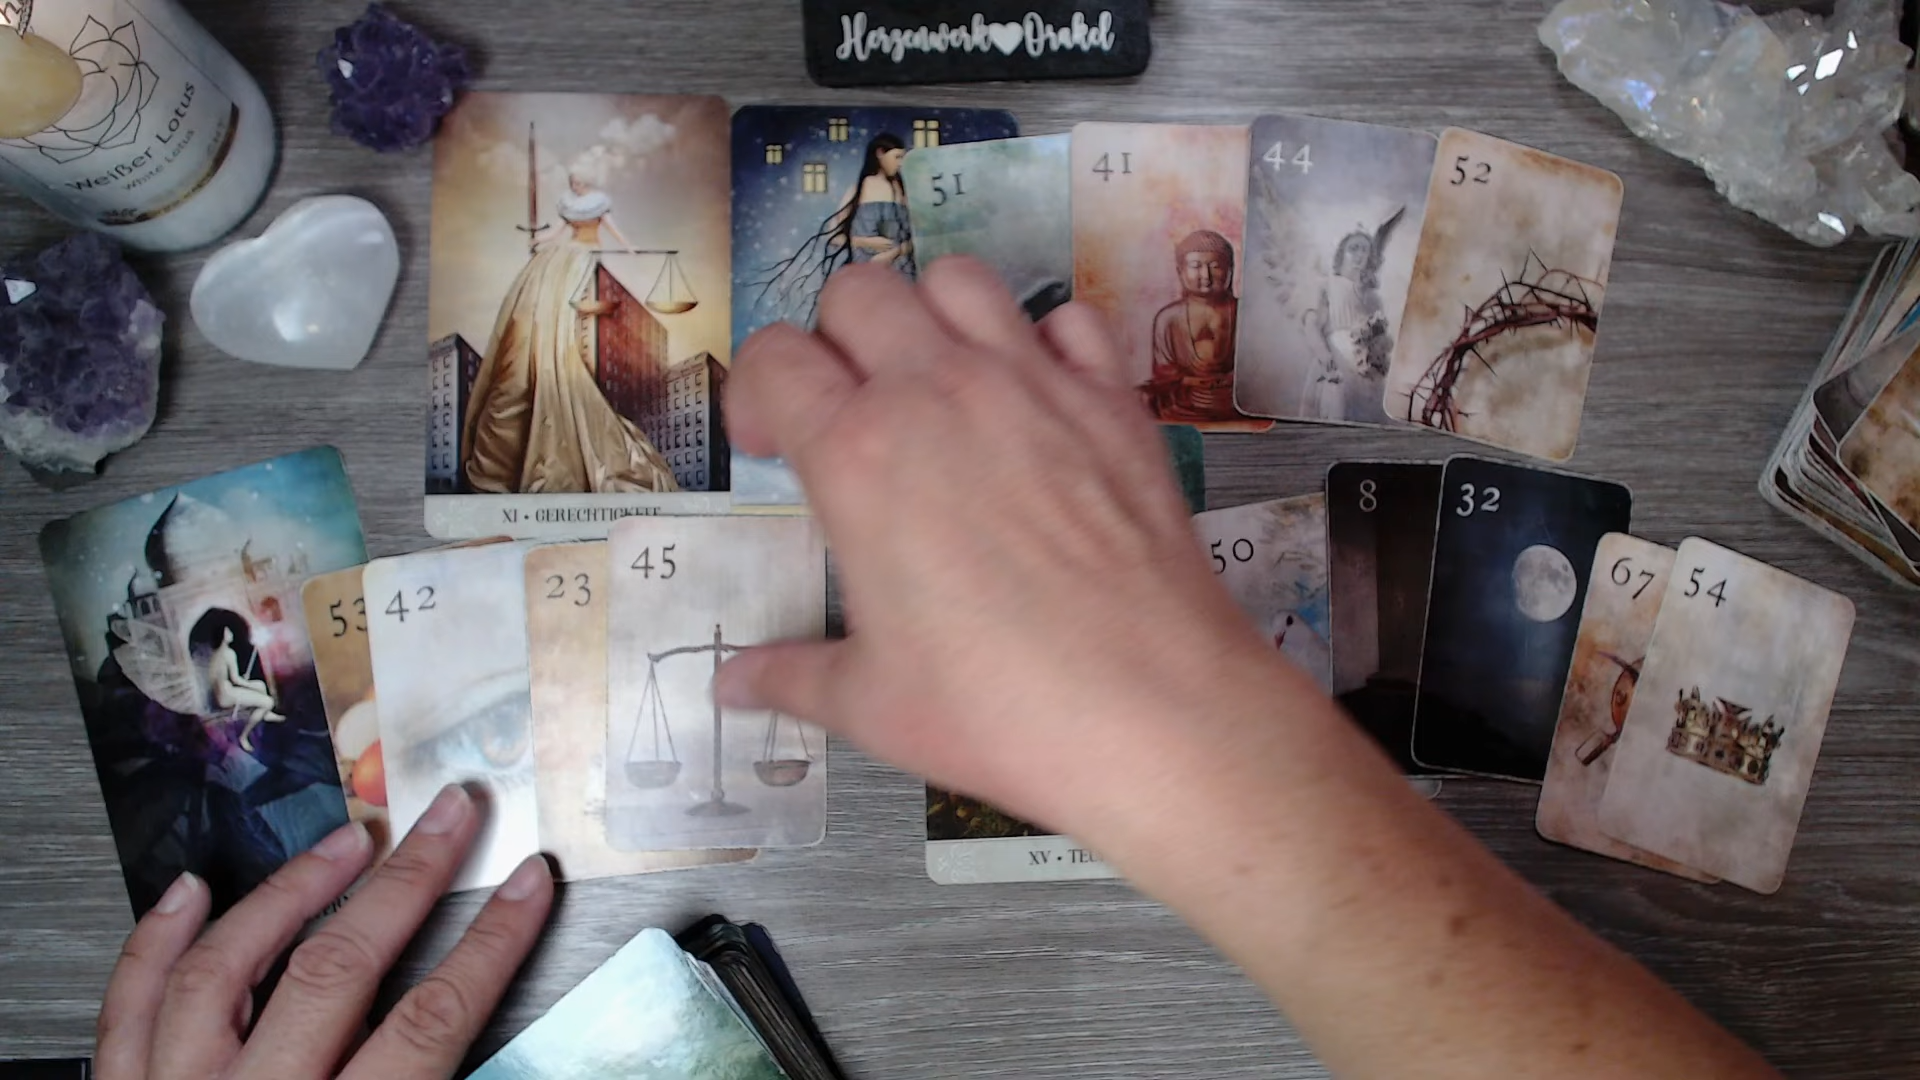 Herzenwerk Orakel
Weißer Lotus
White Lotus
51
41
44
52
XI • GERECHTIGKEIT
53
42
23
45
50
8
32
67
54
XV •